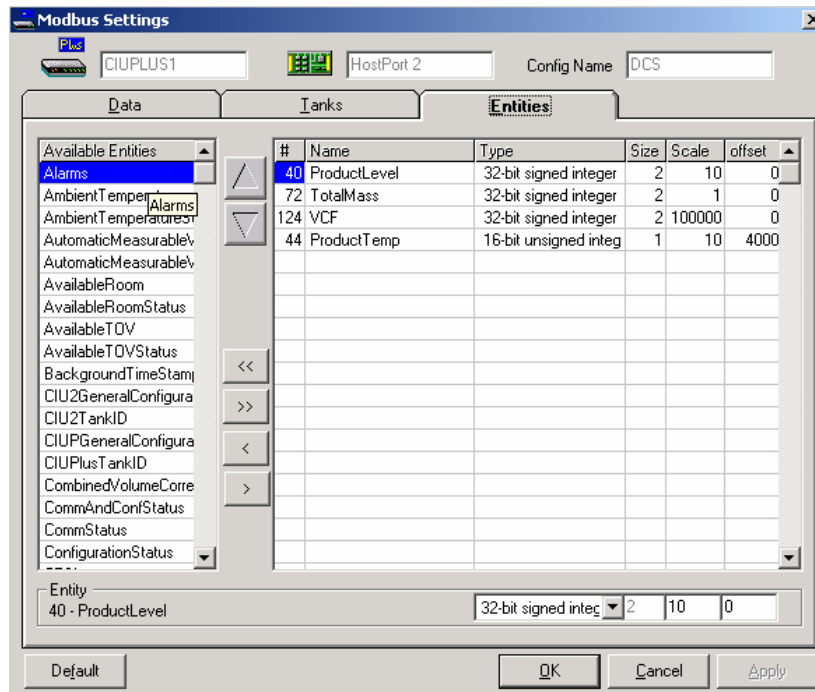 Modbus Settings
Plus
CIUPLUS1 HostPort 2 Config Name DCS
Data Tanks Entities
Available Entities # Name Type Size Scale offset
Alarms 40 ProductLevel 32-bit signed integer 2 10 0
AmbientTemperatu 72 TotalMass 32-bit signed integer 2 1 0
Alarms
AmbientTemperatureSt 124 VCF 32-bit signed integer 2 100000 0
AutomaticMeasurableV 44 ProductTemp 16-bit unsigned integ 1 10 4000
AutomaticMeasurableV
AvailableRoom
AvailableRoomStatus
AvailableTOV
AvailableTOVStatus
BackgroundTimeStam
<<
CIU2GeneralConfigura
>>
CIU2TankID
CIUPGeneralConfigura
<
CIUPlusTankID
CombinedVolumeCorre
>
CommAndConfStatus
CommStatus
ConfigurationStatus
Entity
40 - ProductLevel 32-bit signed integ 2 10 0
Default OK Cancel Apply